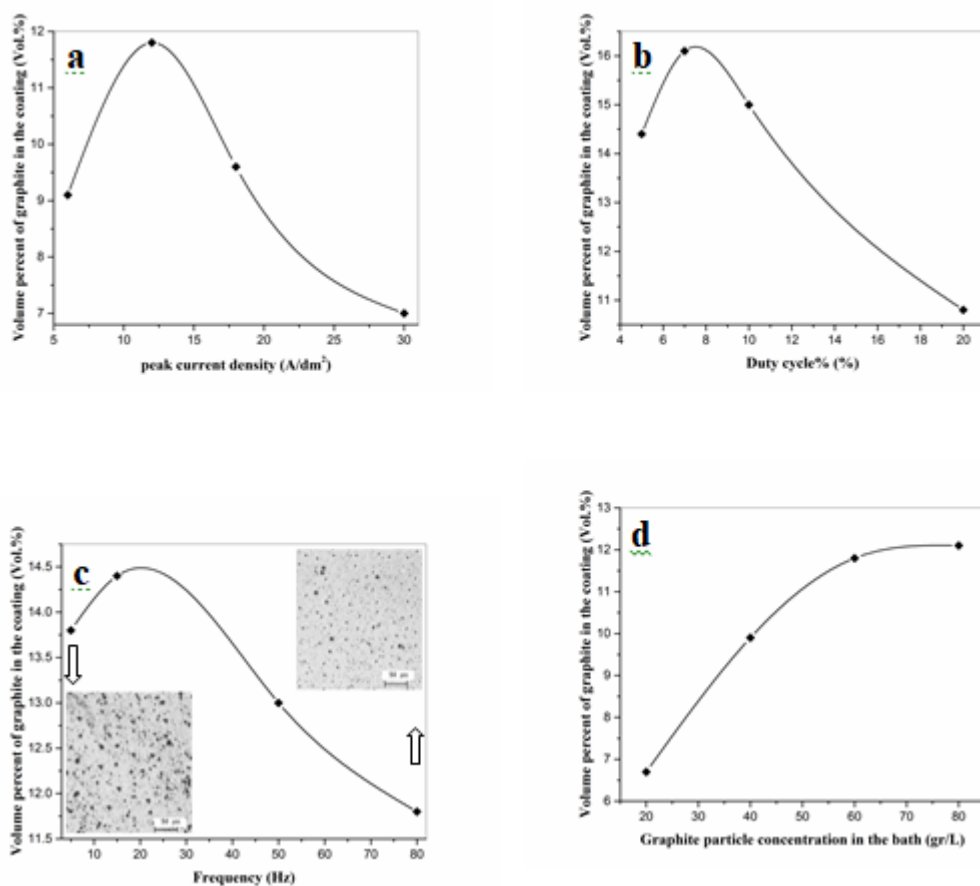 a
Volume percent of graphite in the coating (Vol.%)
12
11
10
9
8
7
5 10 15 20 25 30
peak current density (A/dm²)
b
Volume percent of graphite in the coating (Vol.%)
16
15
14
13
12
11
4 6 8 10 12 14 16 18 20
Duty cycle% (%)
c
Volume percent of graphite in the coating (Vol.%)
14.5
14.0
13.5
13.0
12.5
12.0
11.5
10 20 30 40 50 60 70 80
Frequency (Hz)
d
Volume percent of graphite in the coating (Vol.%)
13
12
11
10
9
8
7
6
20 30 40 50 60 70 80
Graphite particle concentration in the bath (gr/L)